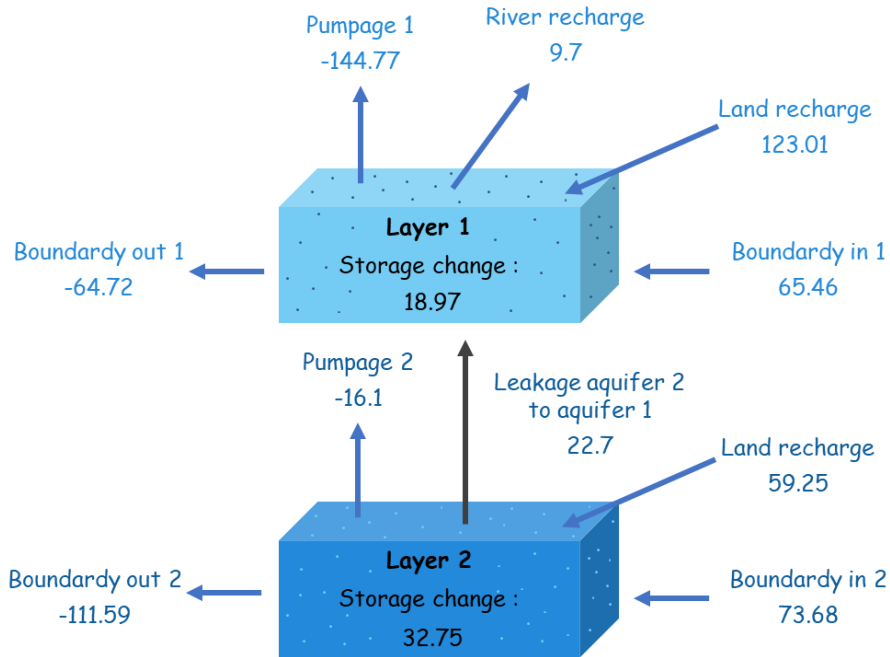 Pumpage 1
-144.77
River recharge
9.7
Land recharge
123.01
Layer 1
Storage change :
18.97
Boundardy out 1
-64.72
Boundardy in 1
65.46
Pumpage 2
-16.1
Leakage aquifer 2
to aquifer 1
22.7
Land recharge
59.25
Layer 2
Storage change :
32.75
Boundardy out 2
-111.59
Boundardy in 2
73.68